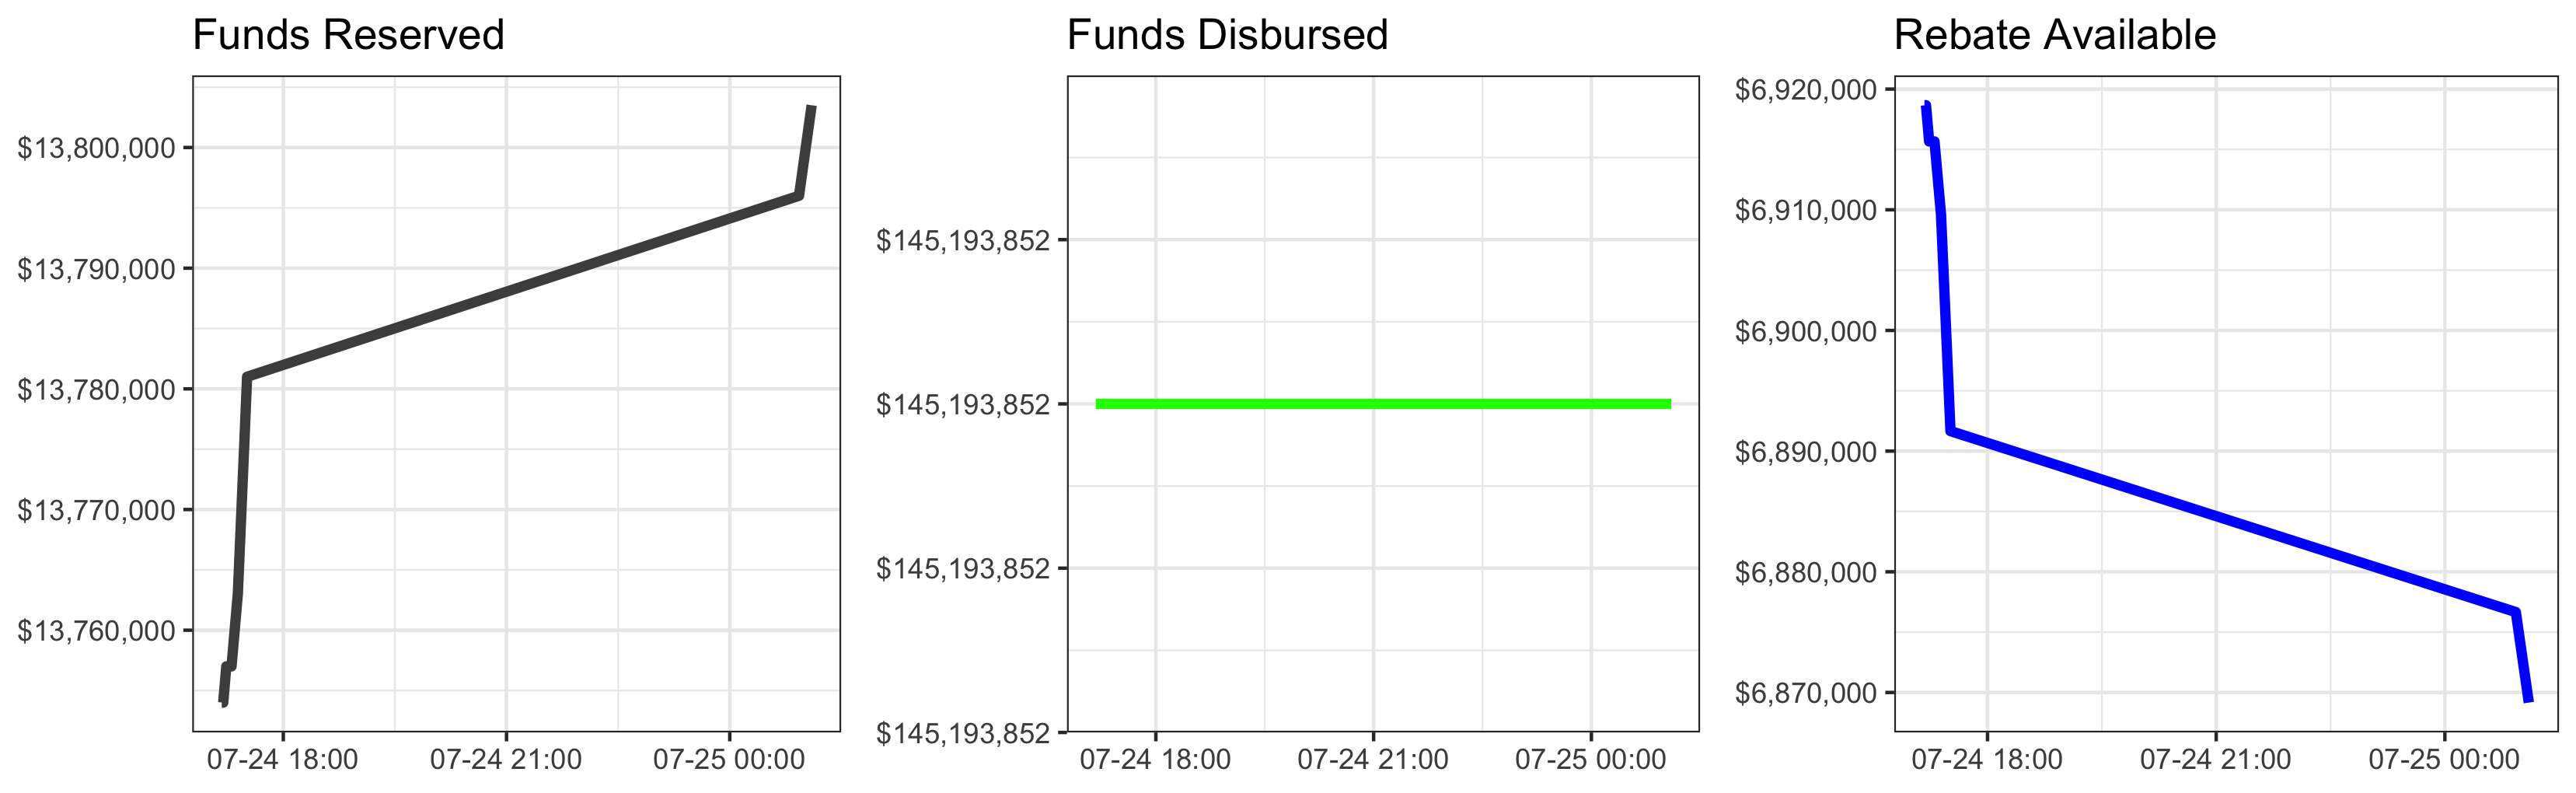 Funds Reserved
$13,800,000
$13,790,000
$13,780,000
$13,770,000
$13,760,000
07-24 18:00 07-24 21:00 07-25 00:00
Funds Disbursed
$145,193,852
$145,193,852
$145,193,852
$145,193,852
07-24 18:00 07-24 21:00 07-25 00:00
Rebate Available
$6,920,000
$6,910,000
$6,900,000
$6,890,000
$6,880,000
$6,870,000
07-24 18:00 07-24 21:00 07-25 00:00